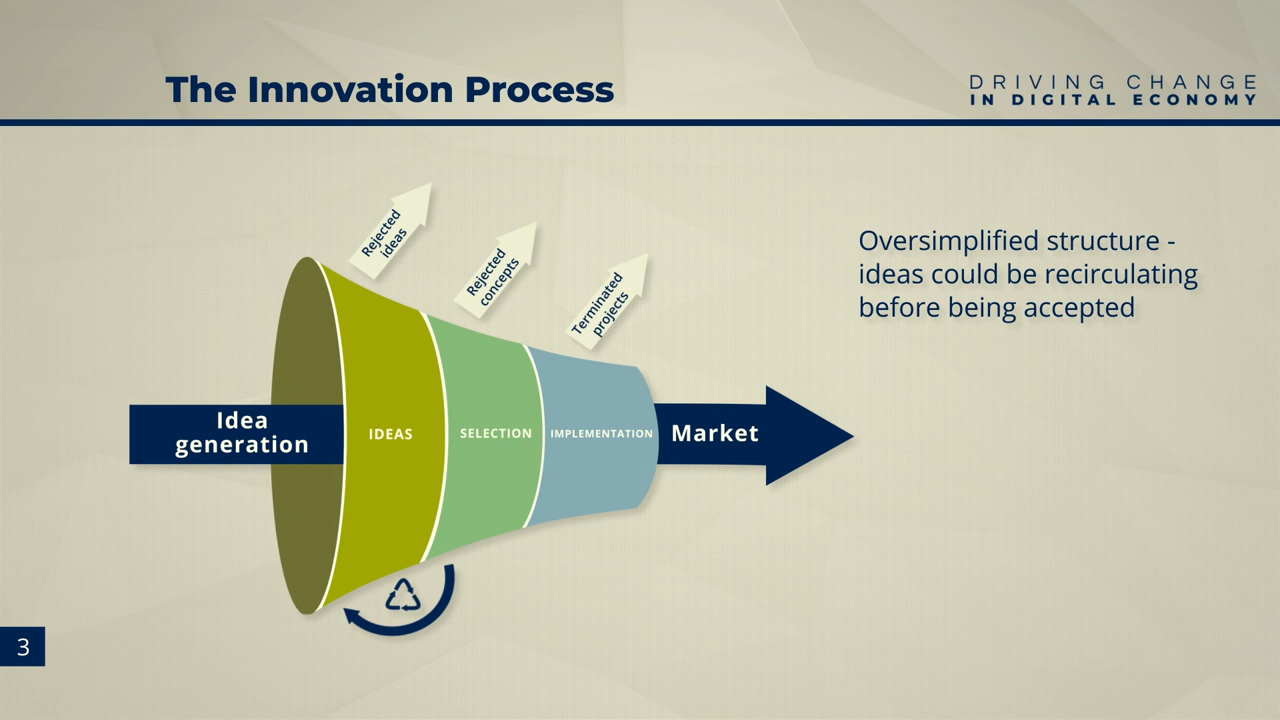 The Innovation Process
DRIVING CHANGE
IN DIGITAL ECONOMY
Rejected
ideas
Rejected
concepts
Terminated
projects
Oversimplified structure -
ideas could be recirculating
before being accepted
Idea
generation
IDEAS
SELECTION
IMPLEMENTATION
Market
3